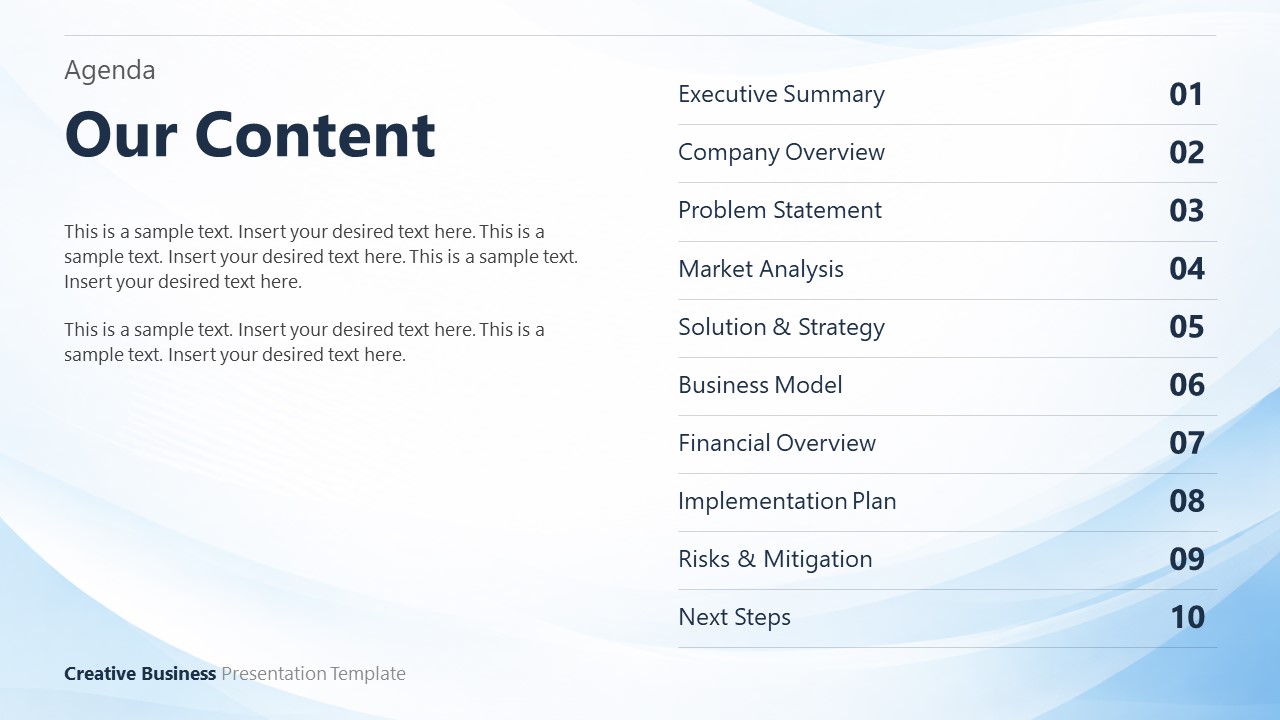 Agenda
Our Content
This is a sample text. Insert your desired text here. This is a
sample text. Insert your desired text here. This is a sample text.
Insert your desired text here.
This is a sample text. Insert your desired text here. This is a
sample text. Insert your desired text here.
Executive Summary 01
Company Overview 02
Problem Statement 03
Market Analysis 04
Solution & Strategy 05
Business Model 06
Financial Overview 07
Implementation Plan 08
Risks & Mitigation 09
Next Steps 10
Creative Business Presentation Template